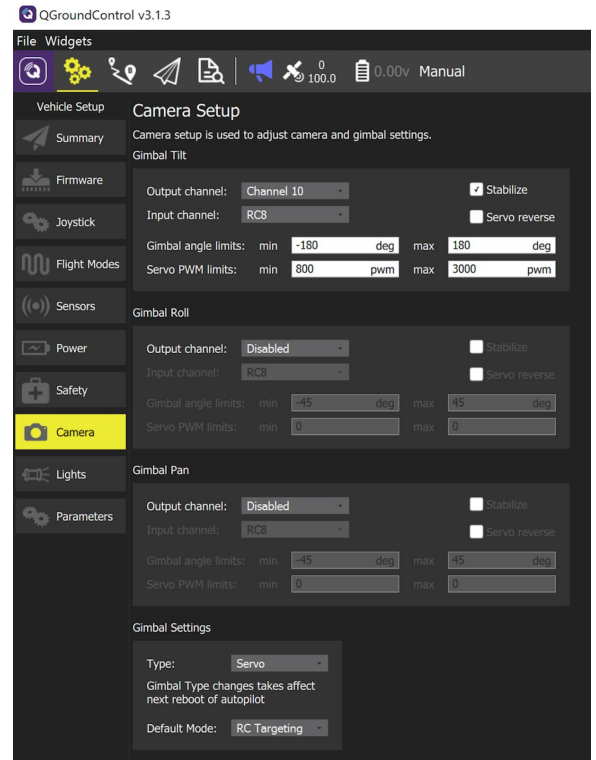 QGroundControl v3.1.3
File Widgets
0
100.0
0.00v
Manual
Vehicle Setup
Summary
Firmware
Joystick
Flight Modes
Sensors
Power
Safety
Camera
Lights
Parameters
Camera Setup
Camera setup is used to adjust camera and gimbal settings.
Gimbal Tilt
Output channel: Channel 10 Stabilize
Input channel: RC8 Servo reverse
Gimbal angle limits: min -180 deg max 180 deg
Servo PWM limits: min 800 pwm max 3000 pwm
Gimbal Roll
Output channel: Disabled Stabilize
Input channel: RC8 Servo reverse
Gimbal angle limits: min -45 deg max 45 deg
Servo PWM limits: min 0 max 0
Gimbal Pan
Output channel: Disabled Stabilize
Input channel: RC8 Servo reverse
Gimbal angle limits: min -45 deg max 45 deg
Servo PWM limits: min 0 max 0
Gimbal Settings
Type: Servo
Gimbal Type changes takes affect
next reboot of autopilot
Default Mode: RC Targeting